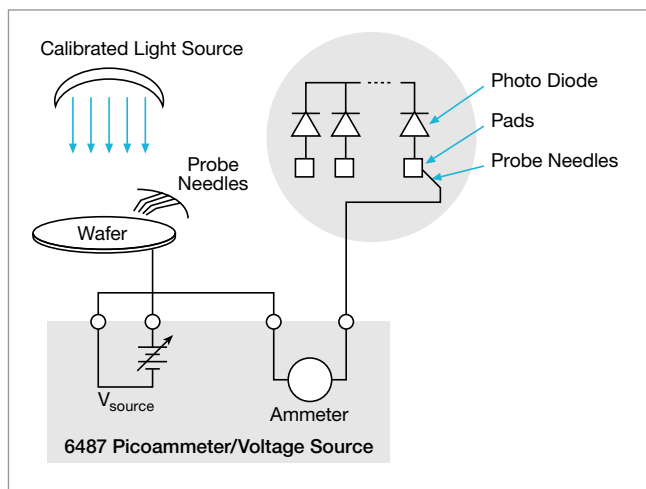 Calibrated Light Source
Photo Diode
Pads
Probe Needles
Probe
Needles
Wafer
Vsource
Ammeter
6487 Picoammeter/Voltage Source